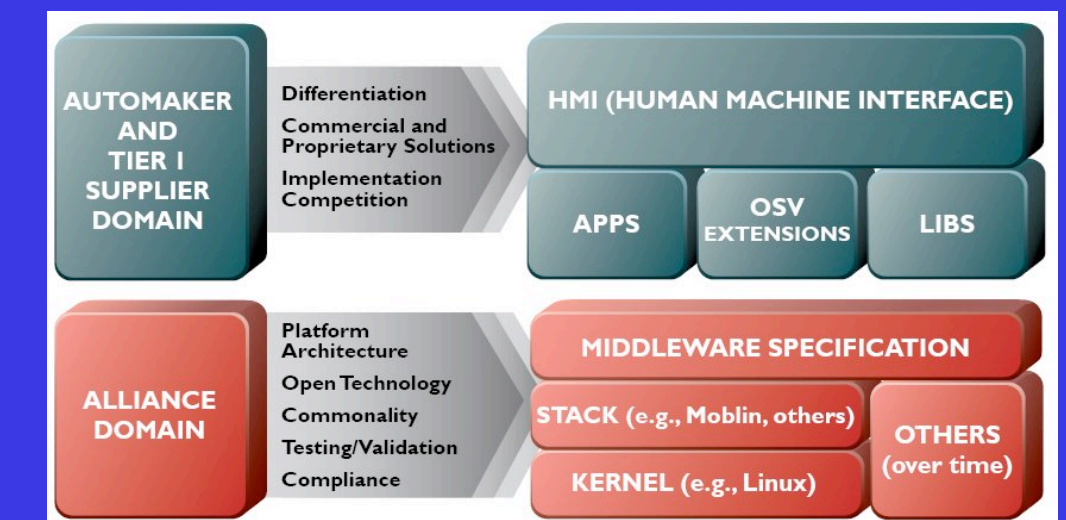 AUTOMAKER
AND
TIER 1
SUPPLIER
DOMAIN
Differentiation
Commercial and
Proprietary Solutions
Implementation
Competition
HMI (HUMAN MACHINE INTERFACE)
APPS
OSV
EXTENSIONS
LIBS
ALLIANCE
DOMAIN
Platform
Architecture
Open Technology
Commonality
Testing/Validation
Compliance
MIDDLEWARE SPECIFICATION
STACK (e.g., Moblin, others)
KERNEL (e.g., Linux)
OTHERS
(over time)